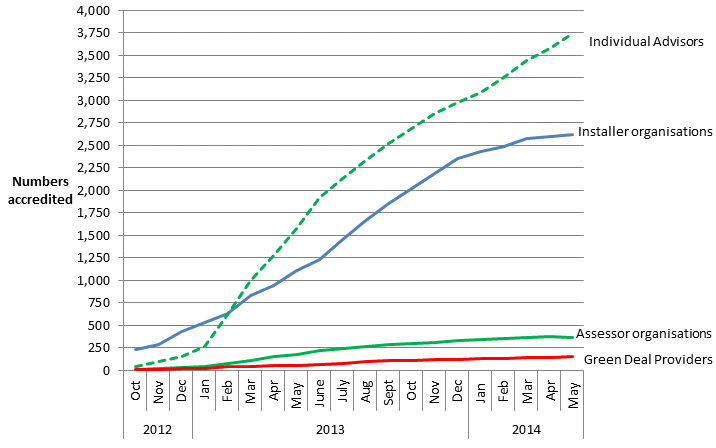 4,000
3,750
3,500
3,250
3,000
2,750
2,500
2,250
2,000
1,750
1,500
1,250
1,000
750
500
250
0
Numbers
accredited
Individual Advisors
Installer organisations
Assessor organisations
Green Deal Providers
Oct Nov Dec Jan Feb Mar Apr May June July Aug Sept Oct Nov Dec Jan Feb Mar Apr May
2012 2013 2014